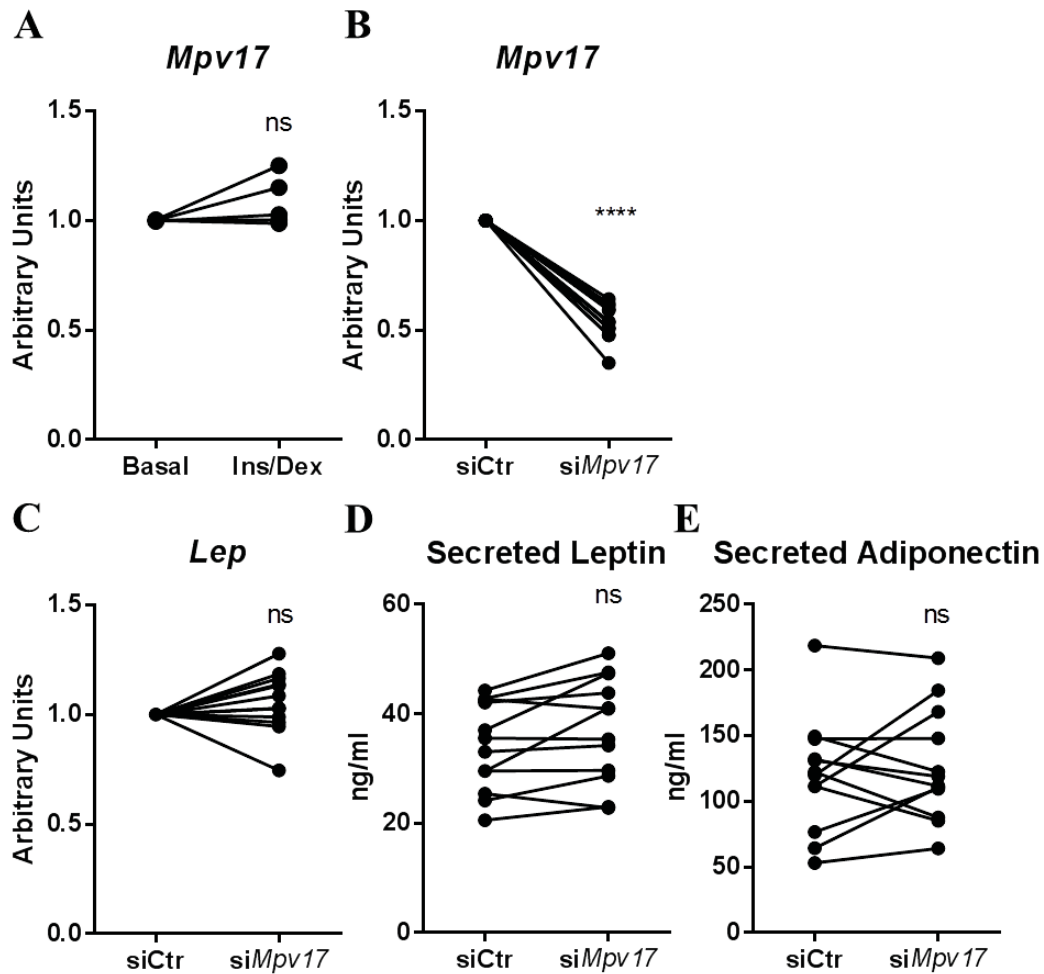 A
Mpv17
ns
1.5
1.0
0.5
0.0
Arbitrary Units
Basal Ins/Dex
B
Mpv17
****
1.5
1.0
0.5
0.0
Arbitrary Units
siCtr siMpv17
C
Lep
ns
1.5
1.0
0.5
0.0
Arbitrary Units
siCtr siMpv17
D
Secreted Leptin
ns
60
40
20
0
ng/ml
siCtr siMpv17
E
Secreted Adiponectin
ns
250
200
150
100
50
0
ng/ml
siCtr siMpv17